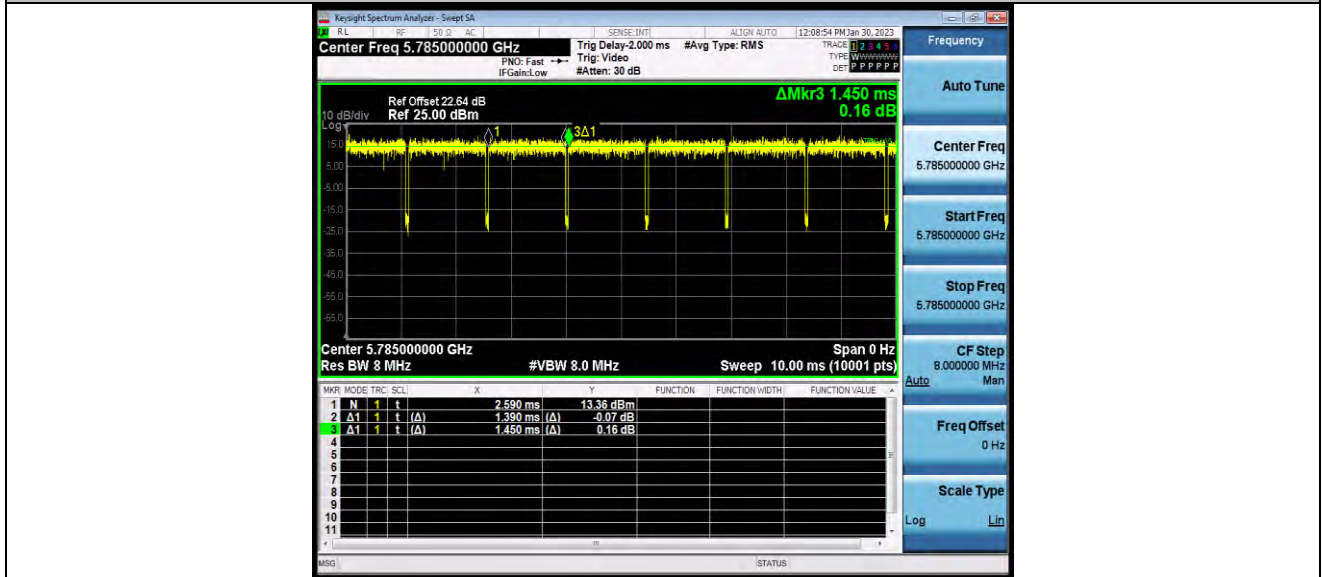 Keysight Spectrum Analyzer - Swept SA
RL RF 50 Ω AC SENSE:INT ALIGN AUTO 12:08:54 PM Jan 30, 2023
Center Freq 5.785000000 GHz
PNO: Fast
IFGain:Low
Trig Delay-2.000 ms
Trig: Video
#Atten: 30 dB
#Avg Type: RMS
TRACE 1 2 3 4 5 6
TYPE WWWWWW
DET P P P P P P
ΔMkr3 1.450 ms
0.16 dB
Ref Offset 22.64 dB
10 dB/div Ref 25.00 dBm
Log
1
3Δ1
15.0
5.00
-5.00
-15.0
-25.0
-35.0
-45.0
-55.0
-65.0
Center 5.785000000 GHz Span 0 Hz
Res BW 8 MHz #VBW 8.0 MHz Sweep 10.00 ms (10001 pts)
MKR MODE TRC SCL X Y FUNCTION FUNCTION WIDTH FUNCTION VALUE
1 N 1 t 2.590 ms 13.36 dBm
2 Δ1 1 t (Δ) 1.390 ms (Δ) -0.07 dB
3 Δ1 1 t (Δ) 1.450 ms (Δ) 0.16 dB
4
5
6
7
8
9
10
11
MSG STATUS
Frequency
Auto Tune
Center Freq
5.785000000 GHz
Start Freq
5.785000000 GHz
Stop Freq
5.785000000 GHz
CF Step
8.000000 MHz
Auto Man
Freq Offset
0 Hz
Scale Type
Log Lin